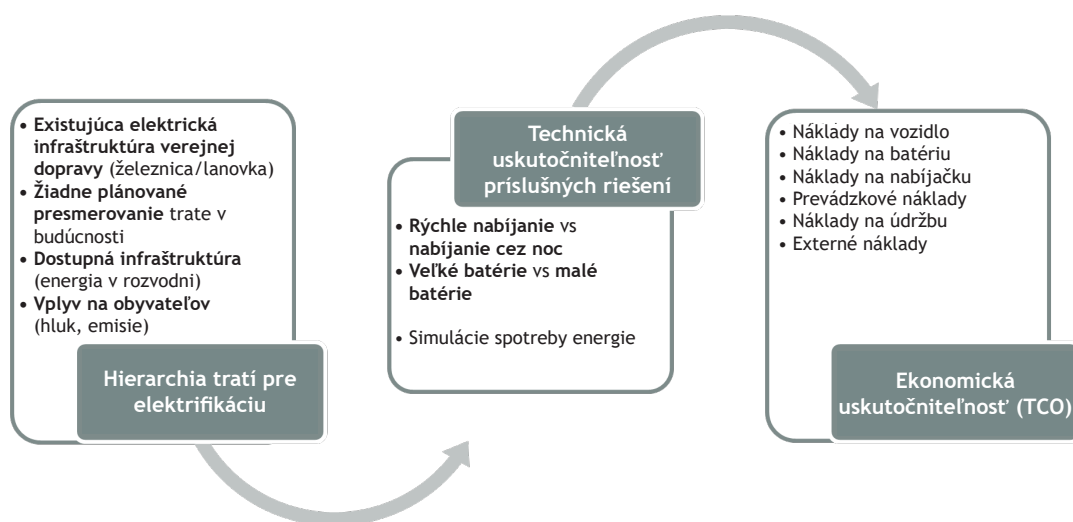 • Existujúca elektrická
infraštruktúra verejnej
dopravy (železnica/lanovka)
• Žiadne plánované
presmerovanie trate v
budúcnosti
• Dostupná infraštruktúra
(energia v rozvodni)
• Vplyv na obyvateľov
(hluk, emisie)
Hierarchia tratí pre
elektrifikáciu
Technická
uskutočniteľnosť
príslušných riešení
• Rýchle nabíjanie vs
nabíjanie cez noc
• Veľké batérie vs malé
batérie
• Simulácie spotreby energie
• Náklady na vozidlo
• Náklady na batériu
• Náklady na nabíjačku
• Prevádzkové náklady
• Náklady na údržbu
• Externé náklady
Ekonomická
uskutočniteľnosť (TCO)